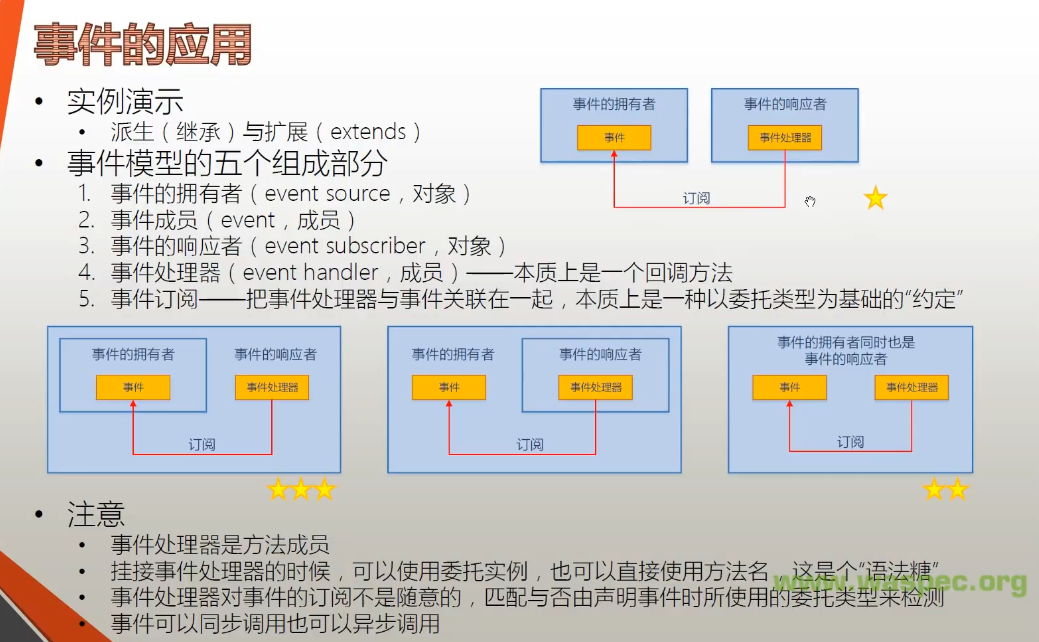 事件的应用
• 实例演示
• 派生（继承）与扩展（extends）
• 事件模型的五个组成部分
1. 事件的拥有者（event source，对象）
2. 事件成员（event，成员）
3. 事件的响应者（event subscriber，对象）
4. 事件处理器（event handler，成员）——本质上是一个回调方法
5. 事件订阅——把事件处理器与事件关联在一起，本质上是一种以委托类型为基础的“约定”
事件的拥有者
事件
事件的响应者
事件处理器
订阅
事件的拥有者
事件
事件的响应者
事件处理器
订阅
事件的拥有者
事件
事件的响应者
事件处理器
订阅
事件的拥有者同时也是
事件的响应者
事件
事件处理器
订阅
• 注意
• 事件处理器是方法成员
• 挂接事件处理器的时候，可以使用委托实例，也可以直接使用方法名，这是个“语法糖”
• 事件处理器对事件的订阅不是随意的，匹配与否由声明事件时所使用的委托类型来检测
• 事件可以同步调用也可以异步调用
www.waspec.org